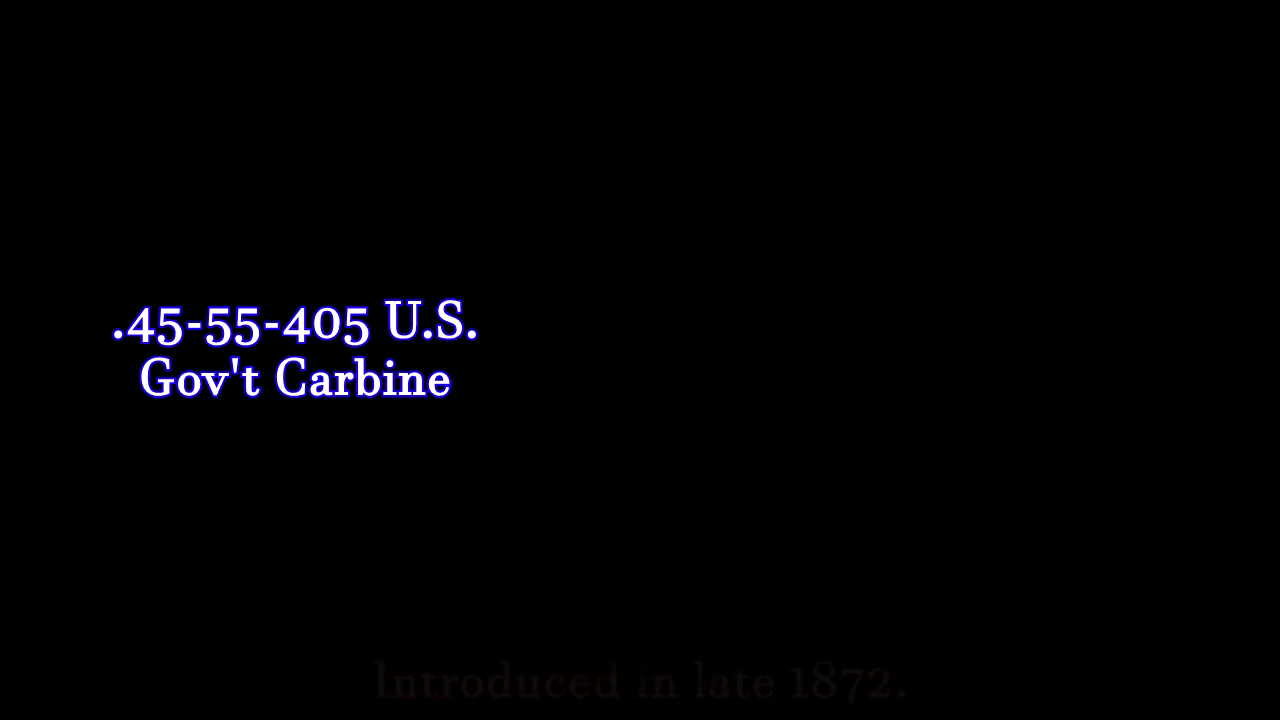 .45-55-405 U.S.
Gov't Carbine
Introduced in late 1872.